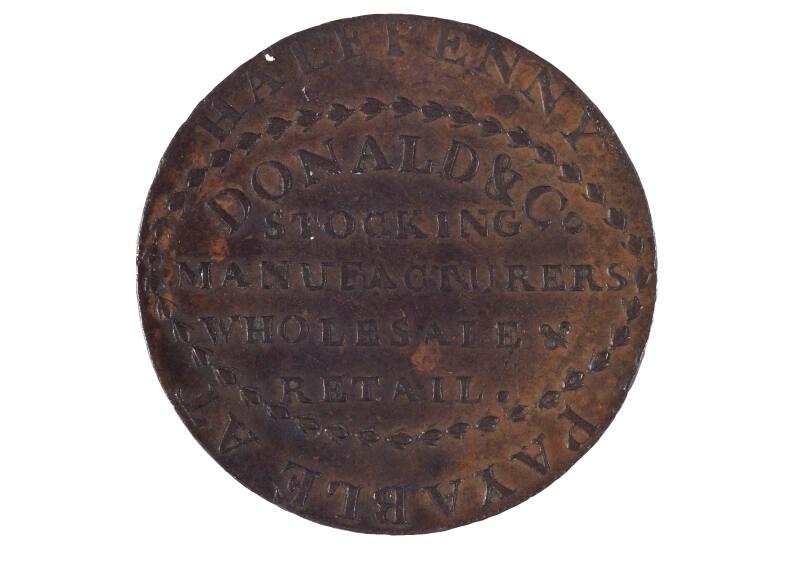 HALFPENNY PAYABLE AT
DONALD & Co.
STOCKING
MANUFACTURERS
WHOLESALE &
RETAIL.